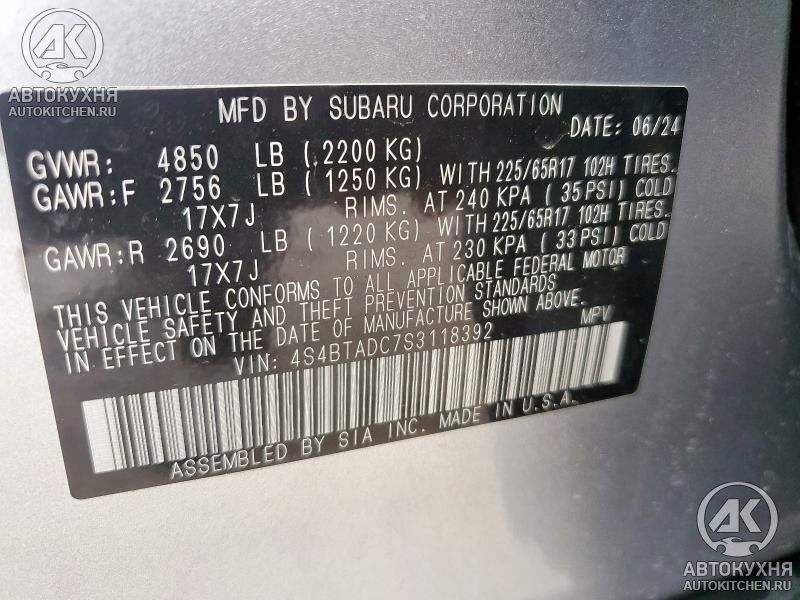 АВТОКУХНЯ
AUTOKITCHEN.RU
MFD BY SUBARU CORPORATION
DATE: 06/24
GVWR: 4850 LB (2200 KG)
GAWR:F 2756 LB (1250 KG) WITH 225/65R17 102H TIRES.
17X7J RIMS. AT 240 KPA (35 PSI) COLD
GAWR:R 2690 LB (1220 KG) WITH 225/65R17 102H TIRES.
17X7J RIMS. AT 230 KPA (33 PSI) COLD
THIS VEHICLE CONFORMS TO ALL APPLICABLE FEDERAL MOTOR
VEHICLE SAFETY AND THEFT PREVENTION STANDARDS
IN EFFECT ON THE DATE OF MANUFACTURE SHOWN ABOVE.
VIN: 4S4BTADC7S3118392 MPV
ASSEMBLED BY SIA INC. MADE IN U.S.A.
АВТОКУХНЯ
AUTOKITCHEN.RU